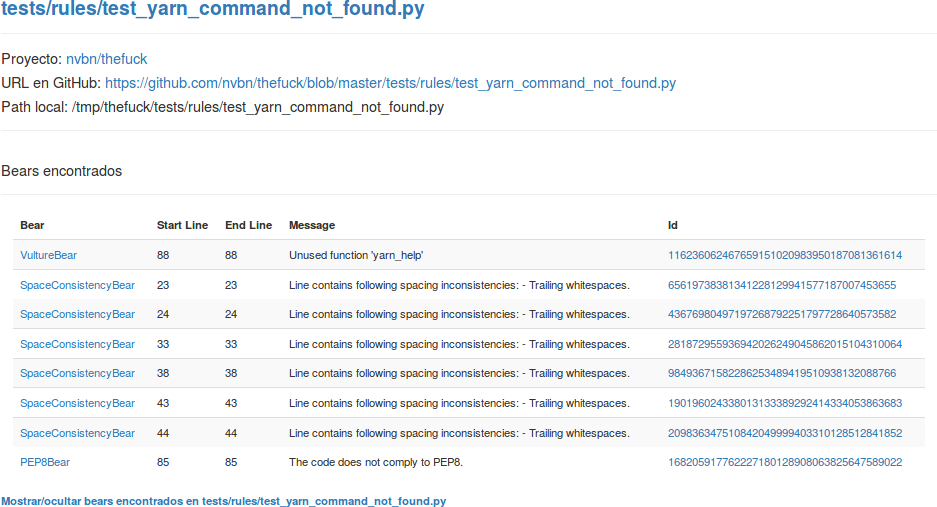 tests/rules/test_yarn_command_not_found.py
Proyecto: nvbn/thefuck
URL en GitHub: https://github.com/nvbn/thefuck/blob/master/tests/rules/test_yarn_command_not_found.py
Path local: /tmp/thefuck/tests/rules/test_yarn_command_not_found.py
Bears encontrados
Bear Start Line End Line Message Id
VultureBear 88 88 Unused function 'yarn_help' 116236062467659151020983950187081361614
SpaceConsistencyBear 23 23 Line contains following spacing inconsistencies: - Trailing whitespaces. 65619738381341228129941577187007453655
SpaceConsistencyBear 24 24 Line contains following spacing inconsistencies: - Trailing whitespaces. 43676980497197268792251797728640573582
SpaceConsistencyBear 33 33 Line contains following spacing inconsistencies: - Trailing whitespaces. 281872955936942026249045862015104310064
SpaceConsistencyBear 38 38 Line contains following spacing inconsistencies: - Trailing whitespaces. 98493671582286253489419510938132088766
SpaceConsistencyBear 43 43 Line contains following spacing inconsistencies: - Trailing whitespaces. 190196024338013133389292414334053863683
SpaceConsistencyBear 44 44 Line contains following spacing inconsistencies: - Trailing whitespaces. 209836347510842049999403310128512841852
PEP8Bear 85 85 The code does not comply to PEP8. 168205917762227180128908063825647589022
Mostrar/ocultar bears encontrados en tests/rules/test_yarn_command_not_found.py